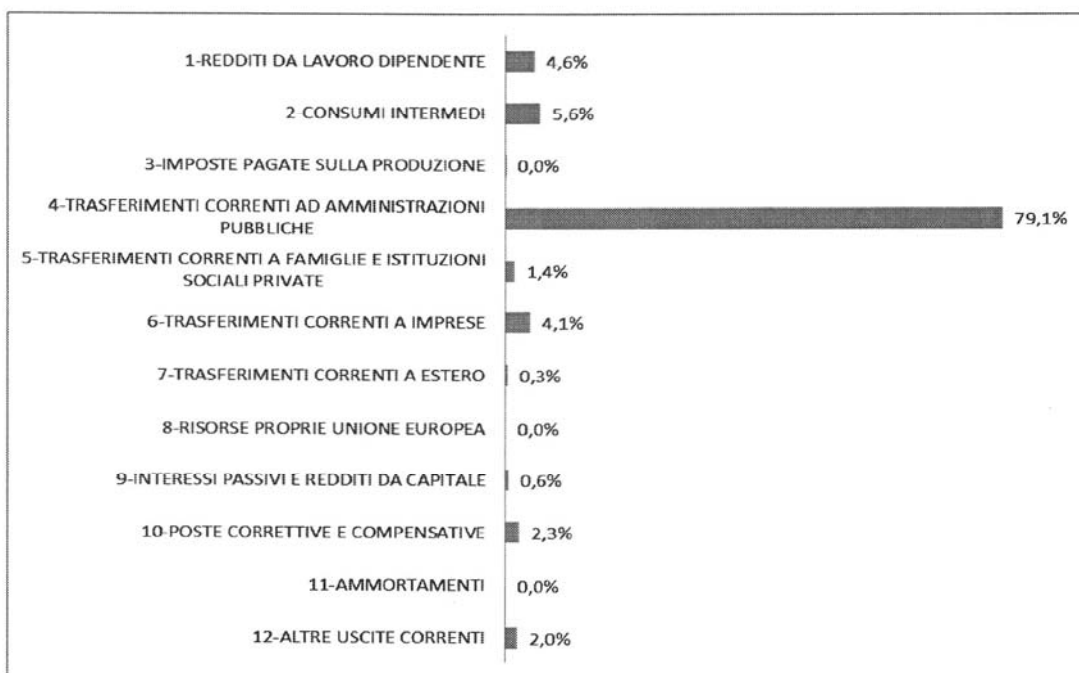 1-REDDITI DA LAVORO DIPENDENTE 4,6%
2-CONSUMI INTERMEDI 5,6%
3-IMPOSTE PAGATE SULLA PRODUZIONE 0,0%
4-TRASFERIMENTI CORRENTI AD AMMINISTRAZIONI
PUBBLICHE 79,1%
5-TRASFERIMENTI CORRENTI A FAMIGLIE E ISTITUZIONI
SOCIALI PRIVATE 1,4%
6-TRASFERIMENTI CORRENTI A IMPRESE 4,1%
7-TRASFERIMENTI CORRENTI A ESTERO 0,3%
8-RISORSE PROPRIE UNIONE EUROPEA 0,0%
9-INTERESSI PASSIVI E REDDITI DA CAPITALE 0,6%
10-POSTE CORRETTIVE E COMPENSATIVE 2,3%
11-AMMORTAMENTI 0,0%
12-ALTRE USCITE CORRENTI 2,0%